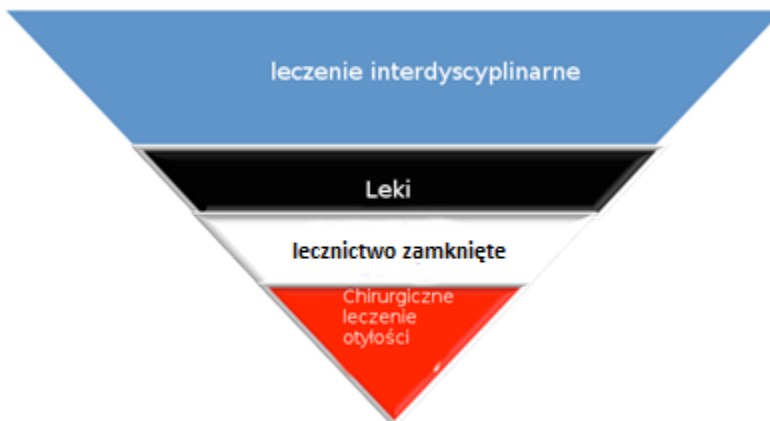 leczenie interdyscyplinarne
Leki
lecznictwo zamknięte
Chirurgiczne
leczenie
otyłości